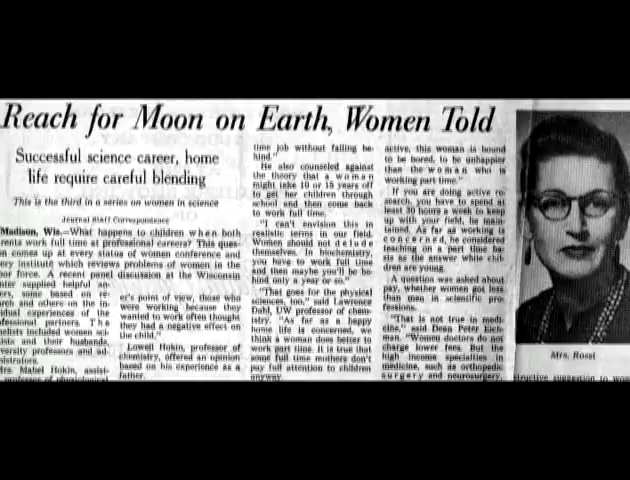 Reach for Moon on Earth, Women Told
Successful science career, home
life require careful blending
This is the third in a series on women in science
Journal Staff Correspondence
Madison, Wis.—What happens to children when both
rents work full time at professional careers? This ques-
n comes up at every status of women conference and
ery institute which reviews problems of women in the
or force. A recent panel discussion at the Wisconsin
nter supplied helpful an-
rs, some based on re-
rch and others on the in-
idual experiences of the
ofessional partners. The
nelists included women sci-
sts and their husbands,
versity professors and ad-
istrators.
rs. Mabel Hokin, assist-
professor of physiological
er's point of view, those who
were working because they
wanted to work often thought
they had a negative effect on
the child."
Lowell Hokin, professor of
chemistry, offered an opinion
based on his experience as a
father.
time job without falling be-
hind."
He also counseled against
the theory that a woman
might take 10 or 15 years off
to get her children through
school and then come back
to work full time.
"I can't envision this in
realistic terms in our field.
Women should not delude
themselves. In biochemistry,
you have to work full time
and then maybe you'll be be-
hind only a year or so."
"That goes for the physical
sciences, too," said Lawrence
Dahl, UW professor of chem-
istry. "As far as a happy
home life is concerned, we
think a woman does better to
work part time. It is true that
some full time mothers don't
pay full attention to children
anyway.
active, this woman is bound
to be bored, to be unhappier
than the woman who is
working part time."
If you are doing active re-
search, you have to spend at
least 30 hours a week to keep
up with your field, he main-
tained. As far as working is
concerned, he considered
teaching on a part time ba-
sis as the answer while chil-
dren are young.
A question was asked about
pay, whether women got less
than men in scientific pro-
fessions.
"That is not true in medi-
cine," said Dean Peter Eich-
man. "Women doctors do not
charge lower fees. But the
high income specialties in
medicine, such as orthopedic
surgery and neurosurgery,
Mrs. Rossi
structive suggestion to wom